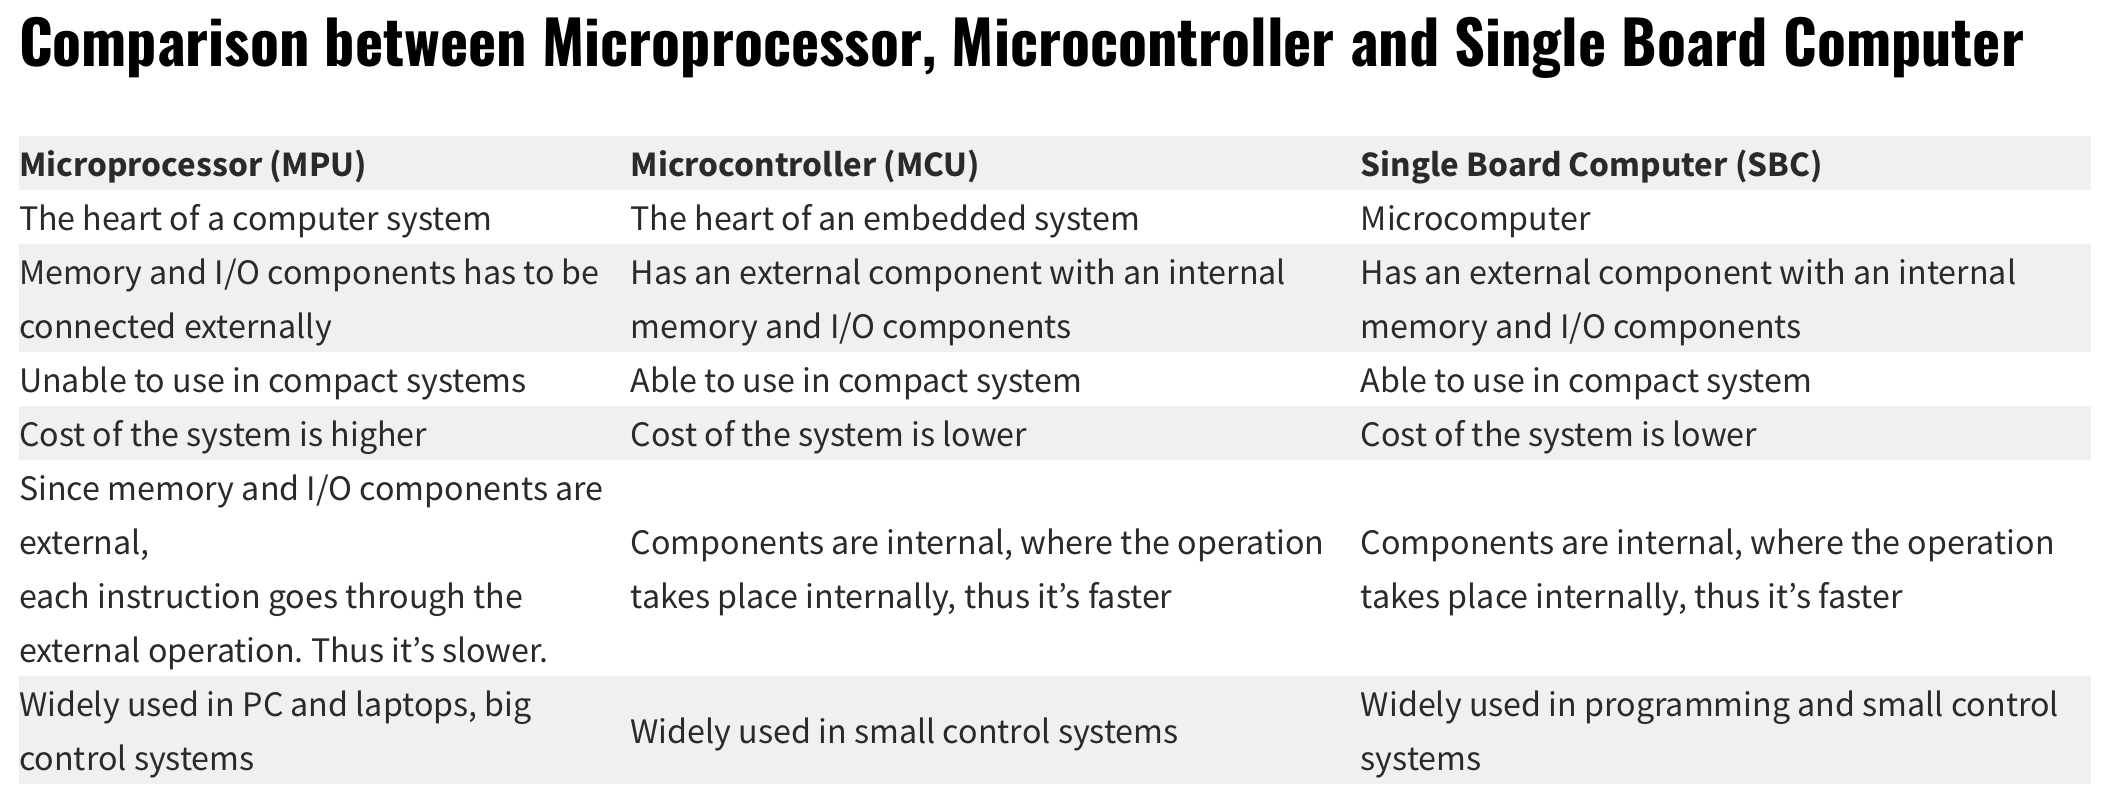 Comparison between Microprocessor, Microcontroller and Single Board Computer
Microprocessor (MPU) Microcontroller (MCU) Single Board Computer (SBC)
The heart of a computer system The heart of an embedded system Microcomputer
Memory and I/O components has to be Has an external component with an internal Has an external component with an internal
connected externally memory and I/O components memory and I/O components
Unable to use in compact systems Able to use in compact system Able to use in compact system
Cost of the system is higher Cost of the system is lower Cost of the system is lower
Since memory and I/O components are
external, Components are internal, where the operation Components are internal, where the operation
each instruction goes through the takes place internally, thus it’s faster takes place internally, thus it’s faster
external operation. Thus it’s slower.
Widely used in PC and laptops, big Widely used in programming and small control
Widely used in small control systems
control systems systems